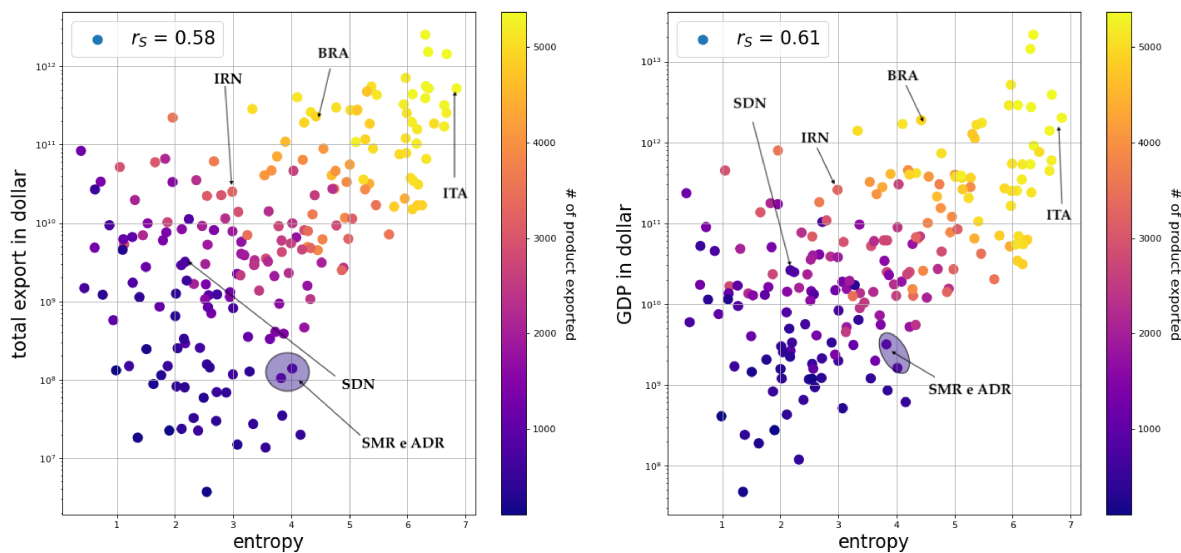 r_S = 0.58
BRA
IRN
ITA
SDN
SMR e ADR
total export in dollar
10^12
10^11
10^10
10^9
10^8
10^7
1 2 3 4 5 6 7
entropy
5000
4000
3000
2000
1000
# of product exported
r_S = 0.61
BRA
SDN
IRN
ITA
SMR e ADR
GDP in dollar
10^13
10^12
10^11
10^10
10^9
10^8
1 2 3 4 5 6 7
entropy
5000
4000
3000
2000
1000
# of product exported